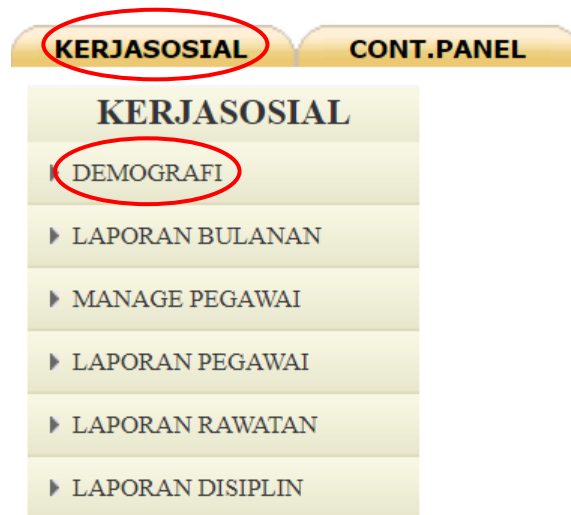 KERJASOSIAL CONT.PANEL
KERJASOSIAL
DEMOGRAFI
LAPORAN BULANAN
MANAGE PEGAWAI
LAPORAN PEGAWAI
LAPORAN RAWATAN
LAPORAN DISIPLIN